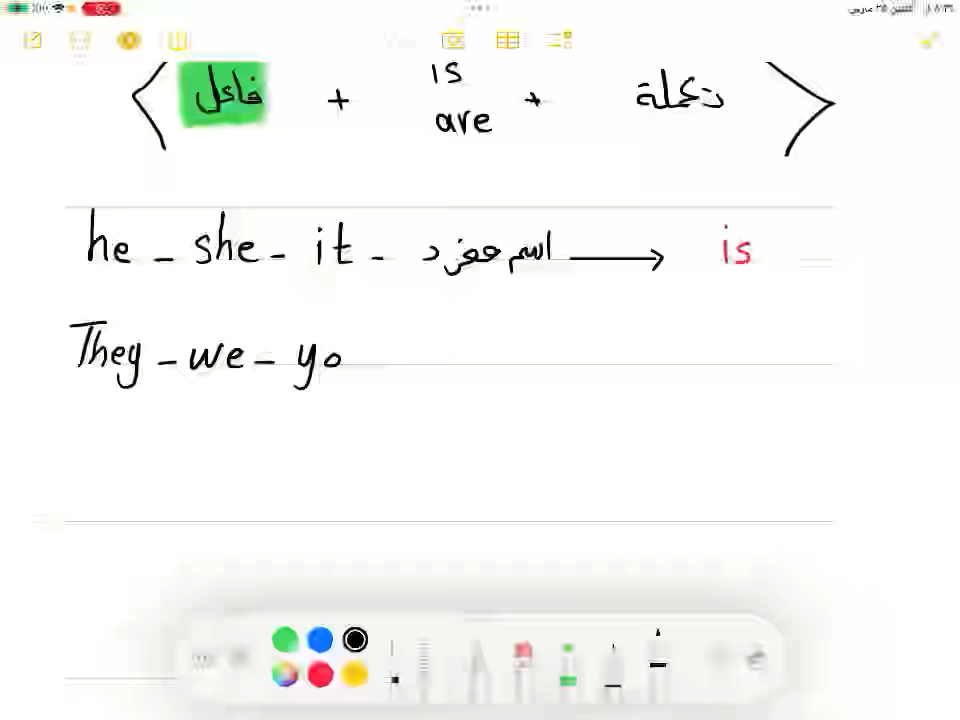 is
فاعل + are + تكملة
he - she - it - اسم مفرد → is
They - we - yo